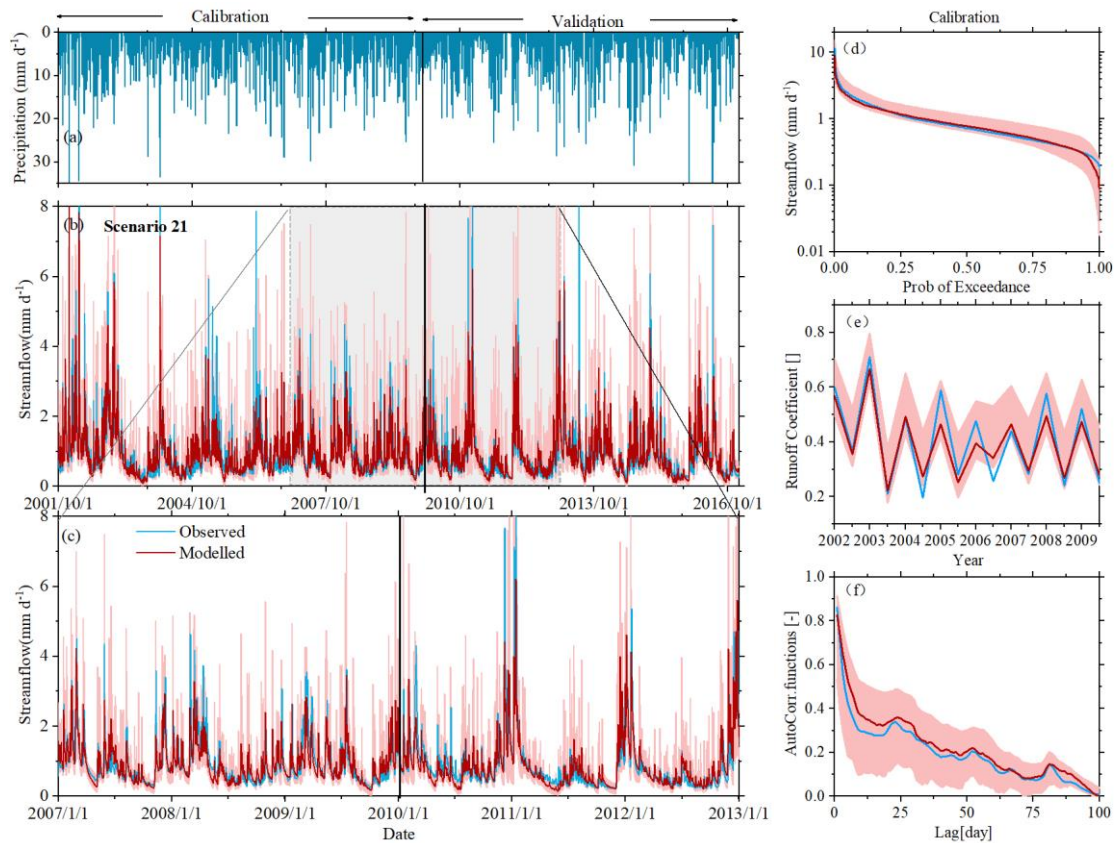 Calibration
Validation
0
10
20
30
Precipitation (mm d⁻¹)
(a)
8
6
4
2
0
Streamflow(mm d⁻¹)
(b)
Scenario 21
2001/10/1
2004/10/1
2007/10/1
2010/10/1
2013/10/1
2016/10/1
8
6
4
2
0
Streamflow(mm d⁻¹)
(c)
Observed
Modelled
2007/1/1
2008/1/1
2009/1/1
2010/1/1
2011/1/1
2012/1/1
2013/1/1
Date
Calibration
(d)
10
1
0.1
0.01
Streamflow (mm d⁻¹)
0.00
0.25
0.50
0.75
1.00
Prob of Exceedance
(e)
0.8
0.6
0.4
0.2
Runoff Coefficient []
2002
2003
2004
2005
2006
2007
2008
2009
Year
(f)
1.0
0.8
0.6
0.4
0.2
0.0
AutoCorr.functions [-]
0
25
50
75
100
Lag[day]